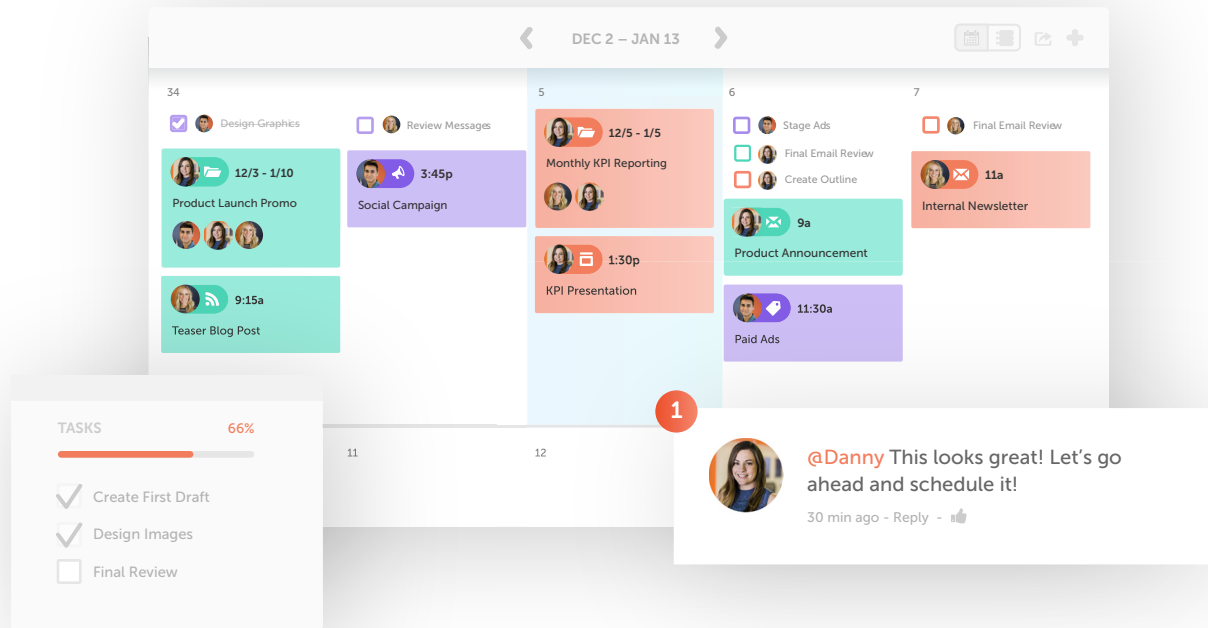 DEC 2 – JAN 13
34
5
6
7
Design Graphics
Review Messages
12/3 - 1/10
Product Launch Promo
3:45p
Social Campaign
9:15a
Teaser Blog Post
12/5 - 1/5
Monthly KPI Reporting
1:30p
KPI Presentation
Stage Ads
Final Email Review
Create Outline
9a
Product Announcement
11:30a
Paid Ads
Final Email Review
11a
Internal Newsletter
11
12
TASKS 66%
Create First Draft
Design Images
Final Review
1
@Danny This looks great! Let’s go
ahead and schedule it!
30 min ago - Reply -